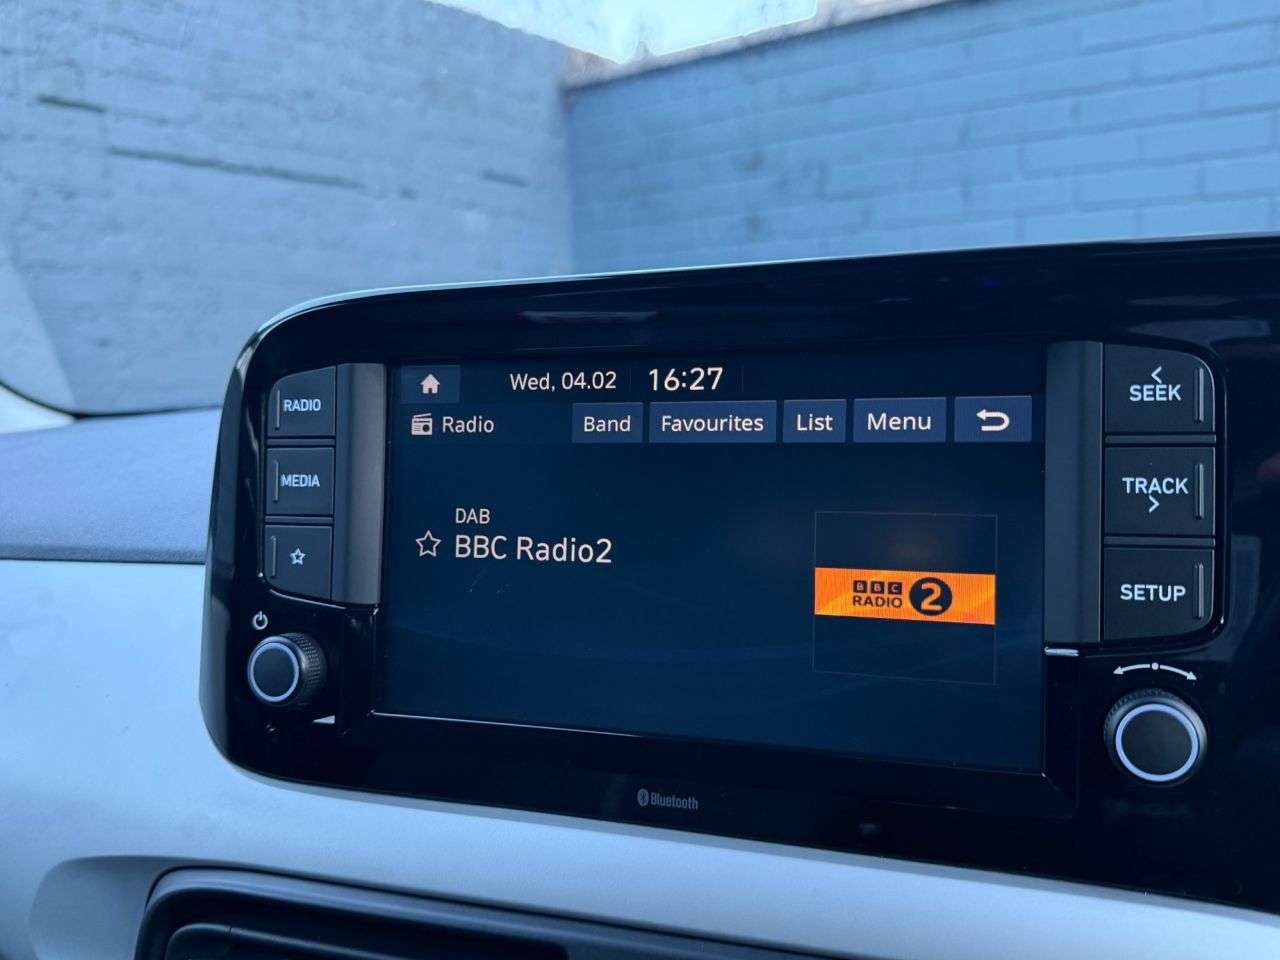 Wed, 04.02 16:27
Radio Band Favourites List Menu
DAB
BBC Radio2
BBC
RADIO 2
RADIO
MEDIA
SEEK
TRACK
SETUP
Bluetooth